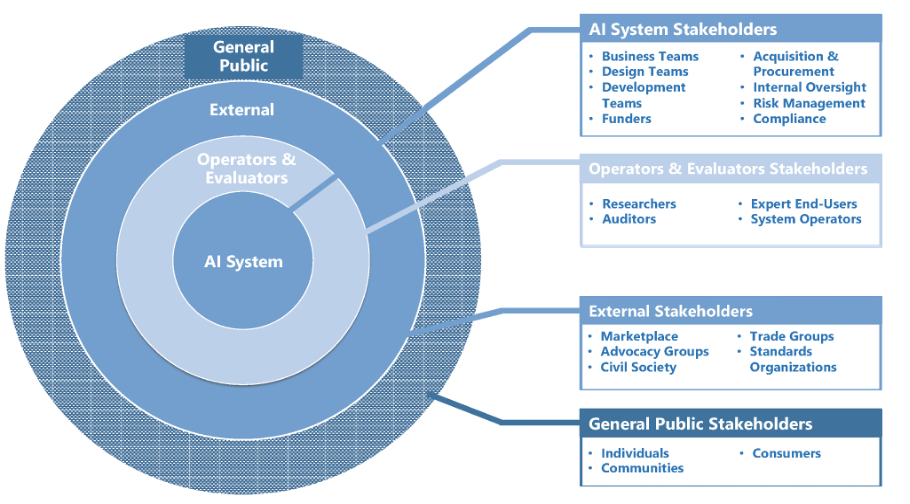 General
Public
External
Operators &
Evaluators
AI System
AI System Stakeholders
• Business Teams
• Design Teams
• Development
Teams
• Funders
• Acquisition &
Procurement
• Internal Oversight
• Risk Management
• Compliance
Operators & Evaluators Stakeholders
• Researchers
• Auditors
• Expert End-Users
• System Operators
External Stakeholders
• Marketplace
• Advocacy Groups
• Civil Society
• Trade Groups
• Standards
Organizations
General Public Stakeholders
• Individuals
• Communities
• Consumers